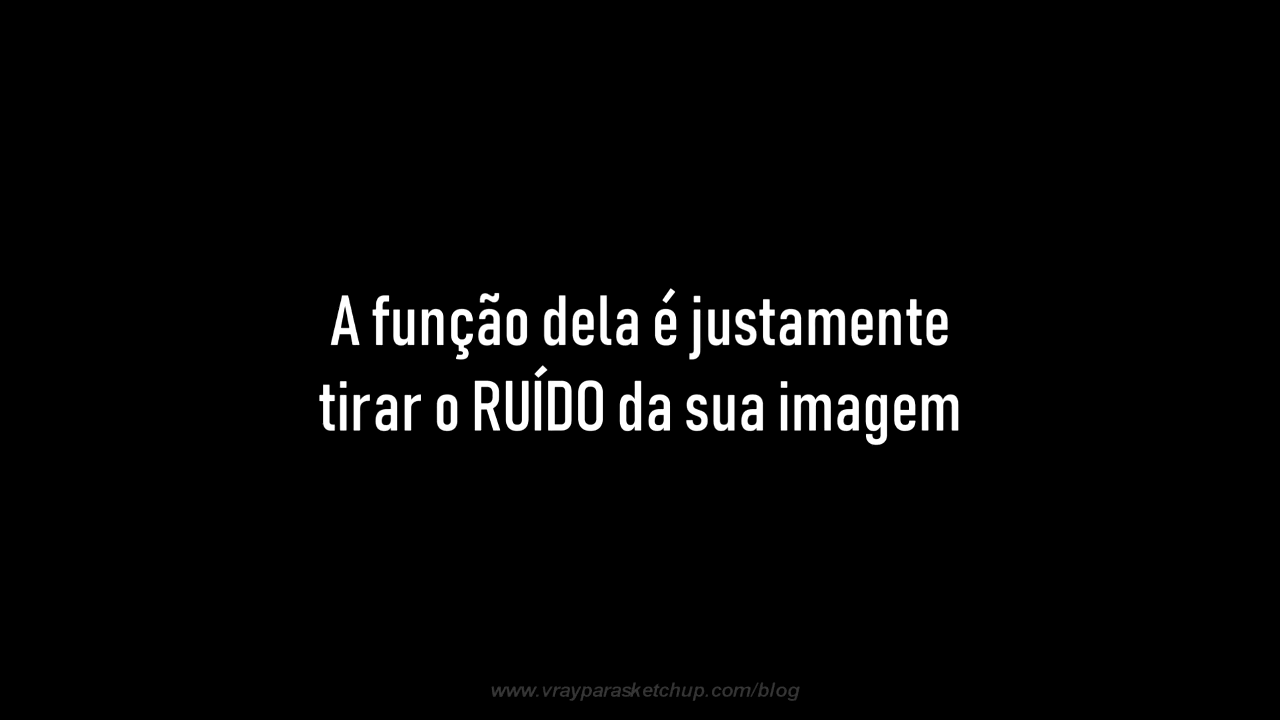 A função dela é justamente
tirar o RUÍDO da sua imagem
www.vrayparasketchup.com/blog